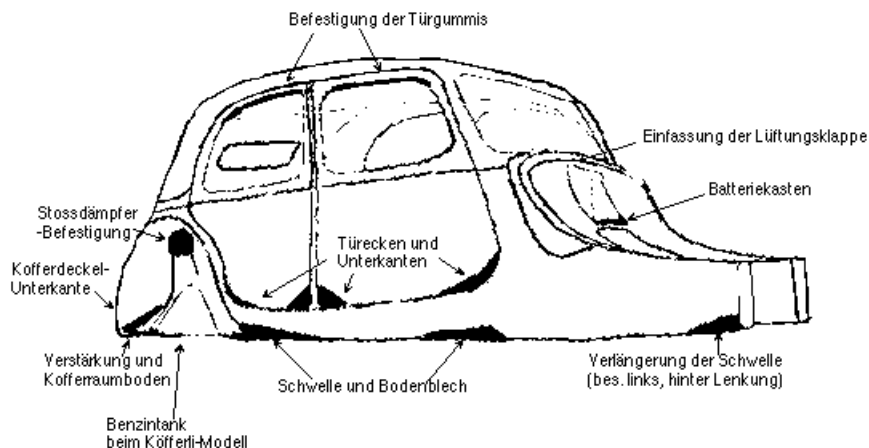 Befestigung der Türgummis
Einfassung der Lüftungsklappe
Batteriekasten
Stossdämpfer
-Befestigung
Türecken und
Unterkanten
Kofferdeckel-
Unterkante
Verstärkung und
Kofferraumboden
Schwelle und Bodenblech
Verlängerung der Schwelle
(bes. links, hinter Lenkung)
Benzintank
beim Köfferli-Modell